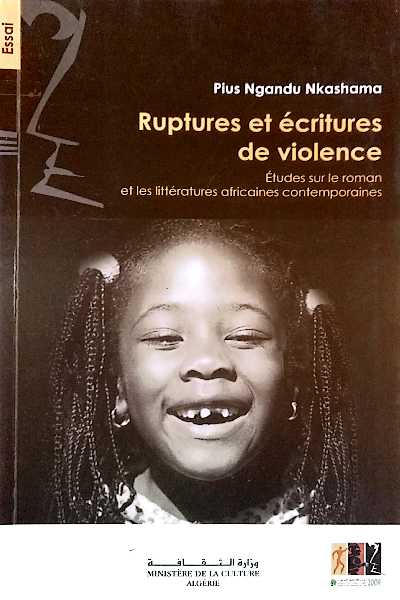 Essai
Pius Ngandu Nkashama
Ruptures et écritures
de violence
Études sur le roman
et les littératures africaines contemporaines
وزارة الثقافة
MINISTÈRE DE LA CULTURE
ALGÉRIE
2009